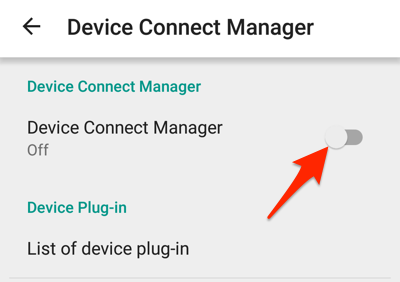 Device Connect Manager
Device Connect Manager
Device Connect Manager
Off
Device Plug-in
List of device plug-in